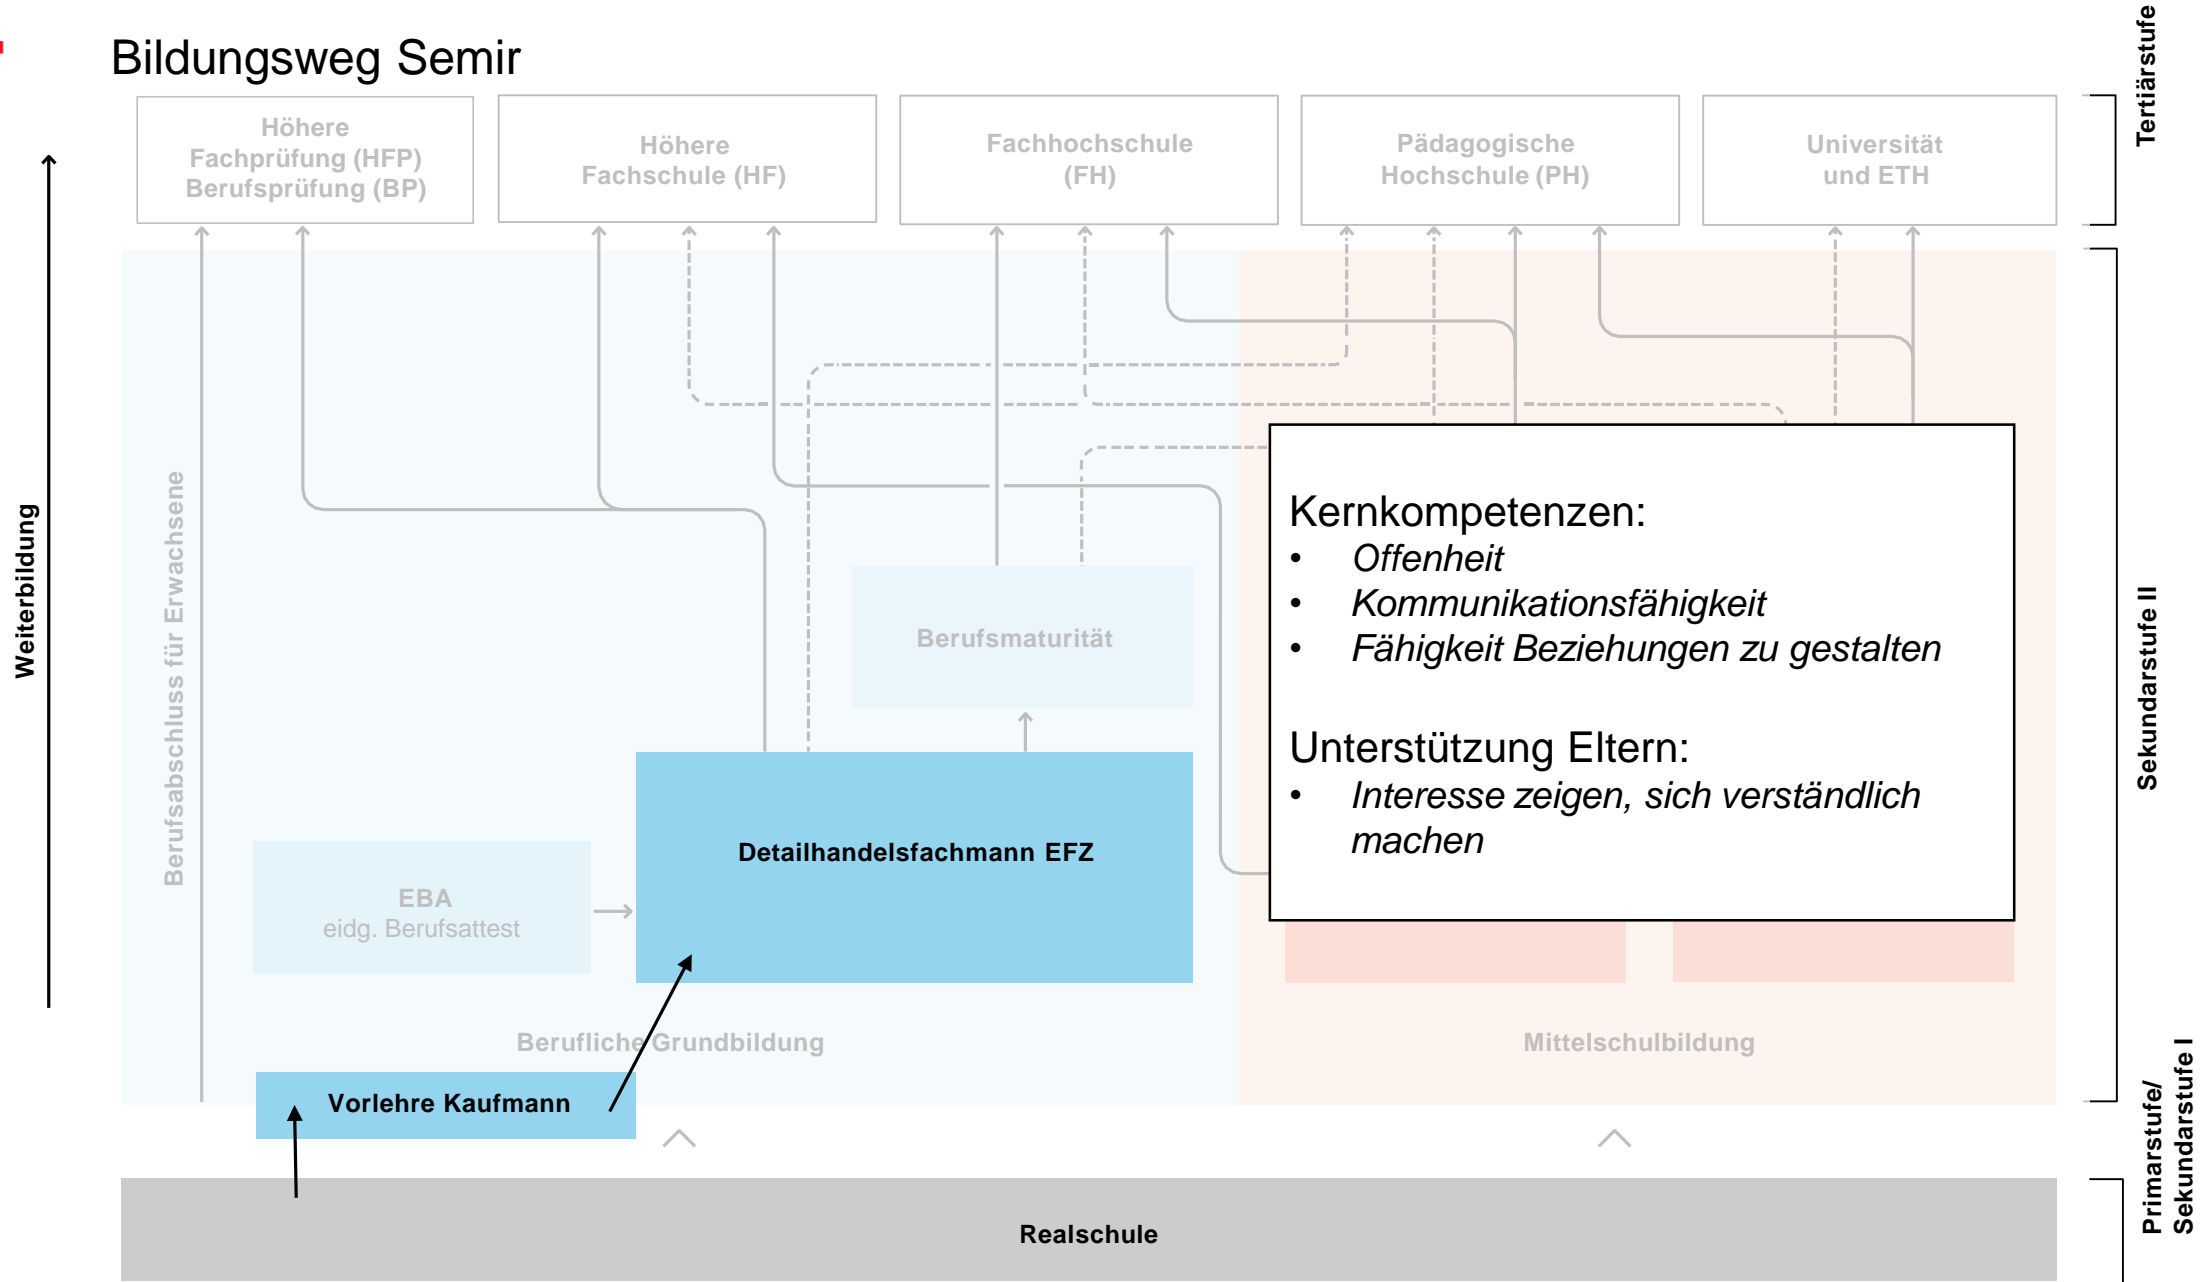 Bildungsweg Semir
Tertiärstufe
Höhere
Fachprüfung (HFP)
Berufsprüfung (BP)
Höhere
Fachschule (HF)
Fachhochschule
(FH)
Pädagogische
Hochschule (PH)
Universität
und ETH
Weiterbildung
Berufsabschluss für Erwachsene
Kernkompetenzen:
• Offenheit
• Kommunikationsfähigkeit
• Fähigkeit Beziehungen zu gestalten
Unterstützung Eltern:
• Interesse zeigen, sich verständlich
machen
Berufsmaturität
Sekundarstufe II
Detailhandelsfachmann EFZ
EBA
eidg. Berufsattest
Berufliche Grundbildung
Mittelschulbildung
Vorlehre Kaufmann
Primarstufe/
Sekundarstufe I
Realschule